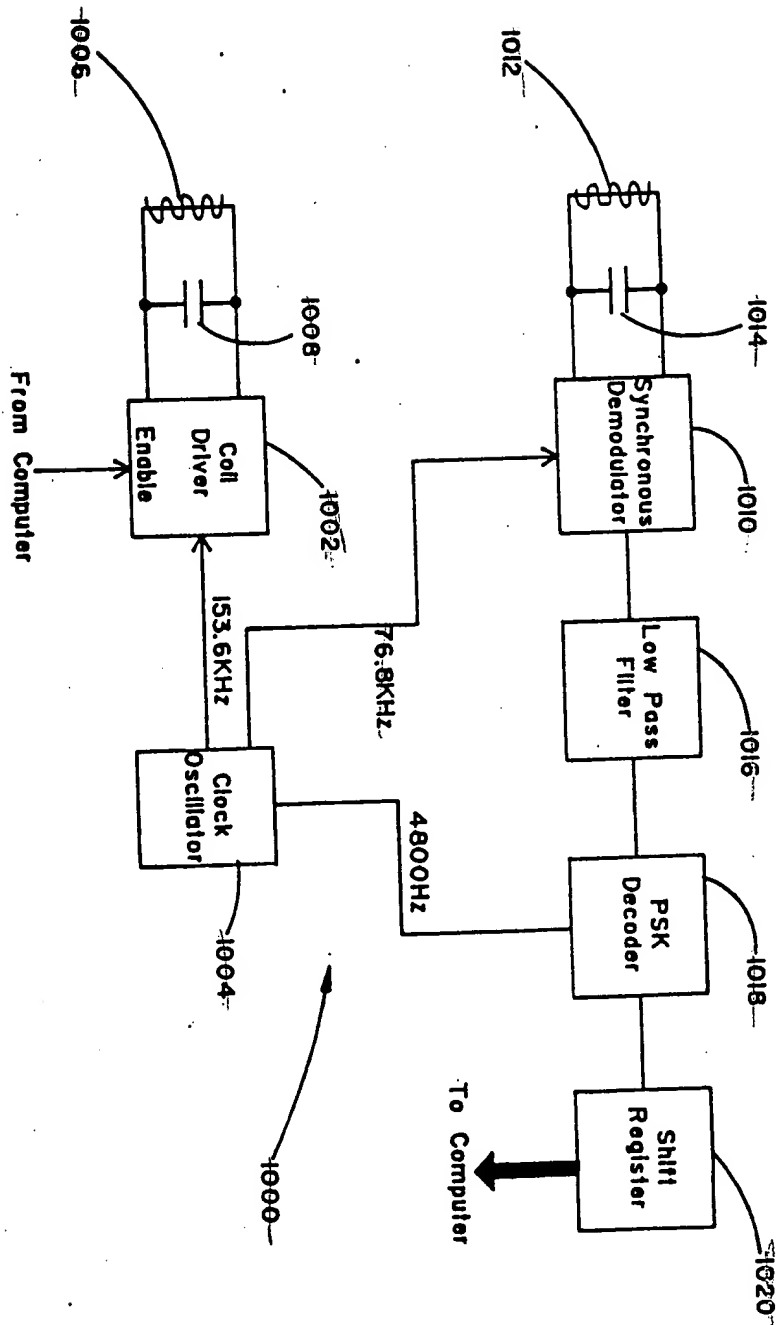 1012
1014
Synchronous
Demodulator
1010
Low Pass
Filter
1016
PSK
Decoder
1018
Shift
Register
1020
To Computer
76.8KHz
4800Hz
1006
1008
Coil
Driver
Enable
1002
From Computer
153.6KHz
Clock
Oscillator
1004
1000